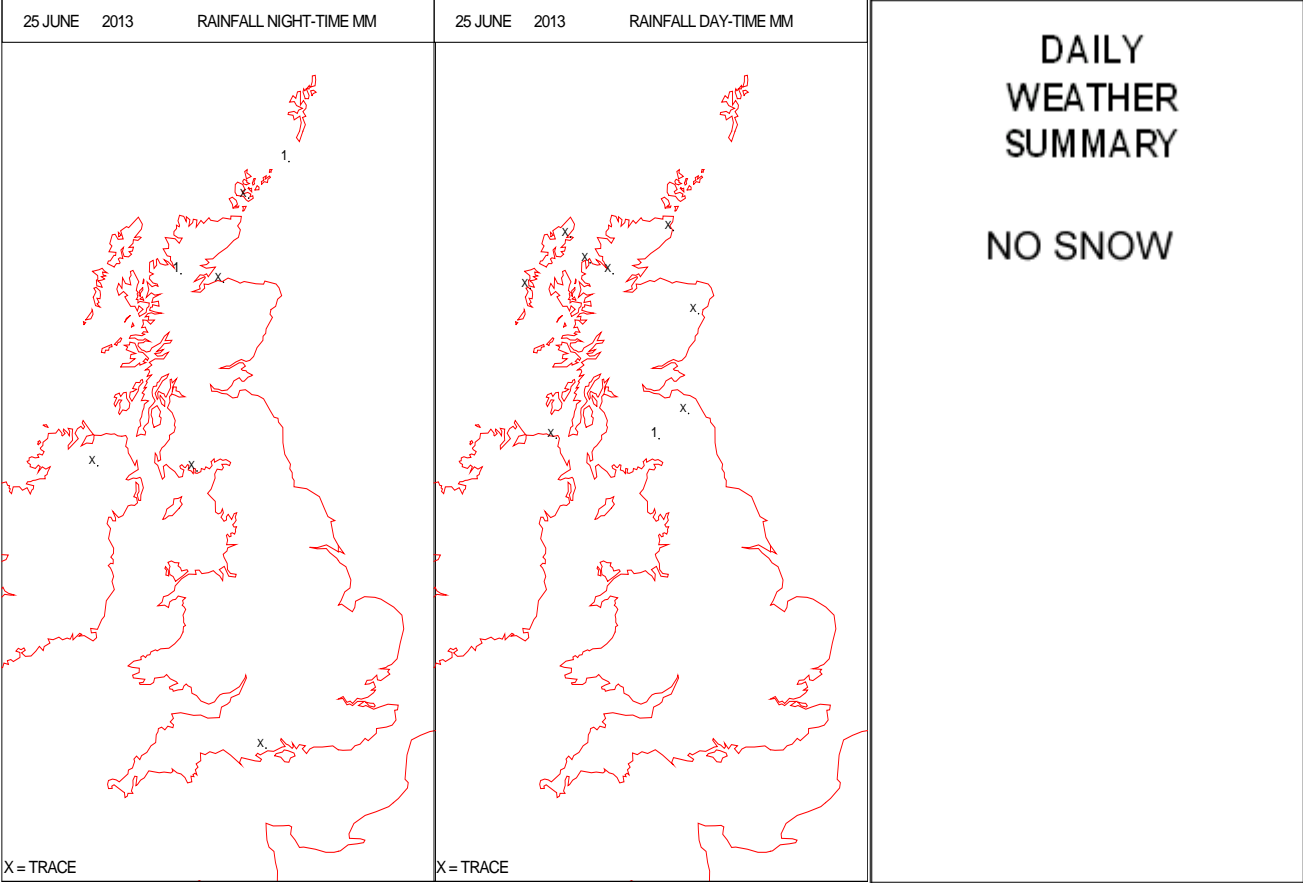 25 JUNE 2013 RAINFALL NIGHT-TIME MM
1.
x.
1.
x.
x.
x.
x.
X = TRACE
25 JUNE 2013 RAINFALL DAY-TIME MM
x.
x.
x.
x.
x.
x.
x.
x.
1.
X = TRACE
DAILY
WEATHER
SUMMARY
NO SNOW